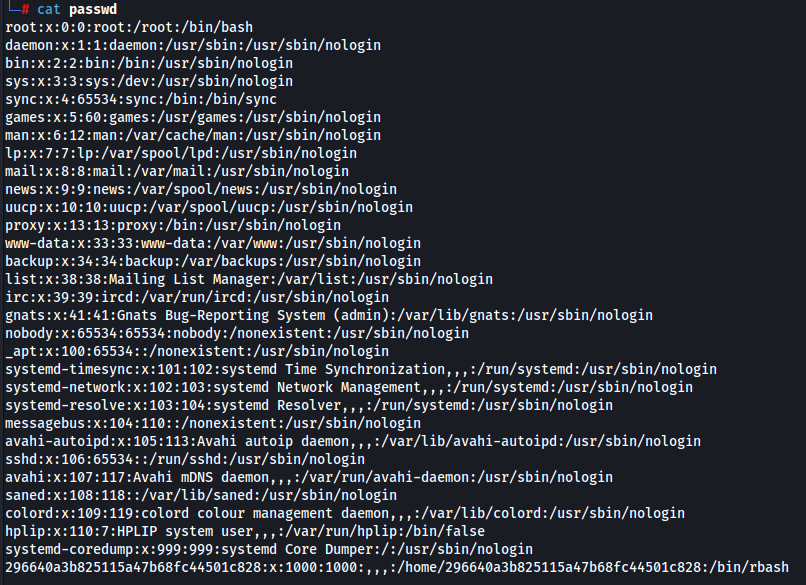 └─# cat passwd
root:x:0:0:root:/root:/bin/bash
daemon:x:1:1:daemon:/usr/sbin:/usr/sbin/nologin
bin:x:2:2:bin:/bin:/usr/sbin/nologin
sys:x:3:3:sys:/dev:/usr/sbin/nologin
sync:x:4:65534:sync:/bin:/bin/sync
games:x:5:60:games:/usr/games:/usr/sbin/nologin
man:x:6:12:man:/var/cache/man:/usr/sbin/nologin
lp:x:7:7:lp:/var/spool/lpd:/usr/sbin/nologin
mail:x:8:8:mail:/var/mail:/usr/sbin/nologin
news:x:9:9:news:/var/spool/news:/usr/sbin/nologin
uucp:x:10:10:uucp:/var/spool/uucp:/usr/sbin/nologin
proxy:x:13:13:proxy:/bin:/usr/sbin/nologin
www-data:x:33:33:www-data:/var/www:/usr/sbin/nologin
backup:x:34:34:backup:/var/backups:/usr/sbin/nologin
list:x:38:38:Mailing List Manager:/var/list:/usr/sbin/nologin
irc:x:39:39:ircd:/var/run/ircd:/usr/sbin/nologin
gnats:x:41:41:Gnats Bug-Reporting System (admin):/var/lib/gnats:/usr/sbin/nologin
nobody:x:65534:65534:nobody:/nonexistent:/usr/sbin/nologin
_apt:x:100:65534::/nonexistent:/usr/sbin/nologin
systemd-timesync:x:101:102:systemd Time Synchronization,,,:/run/systemd:/usr/sbin/nologin
systemd-network:x:102:103:systemd Network Management,,,:/run/systemd:/usr/sbin/nologin
systemd-resolve:x:103:104:systemd Resolver,,,:/run/systemd:/usr/sbin/nologin
messagebus:x:104:110::/nonexistent:/usr/sbin/nologin
avahi-autoipd:x:105:113:Avahi autoip daemon,,,:/var/lib/avahi-autoipd:/usr/sbin/nologin
sshd:x:106:65534::/run/sshd:/usr/sbin/nologin
avahi:x:107:117:Avahi mDNS daemon,,,:/var/run/avahi-daemon:/usr/sbin/nologin
saned:x:108:118::/var/lib/saned:/usr/sbin/nologin
colord:x:109:119:colord colour management daemon,,,:/var/lib/colord:/usr/sbin/nologin
hplip:x:110:7:HPLIP system user,,,:/var/run/hplip:/bin/false
systemd-coredump:x:999:999:systemd Core Dumper:/:/usr/sbin/nologin
296640a3b825115a47b68fc44501c828:x:1000:1000:,,,:/home/296640a3b825115a47b68fc44501c828:/bin/rbash